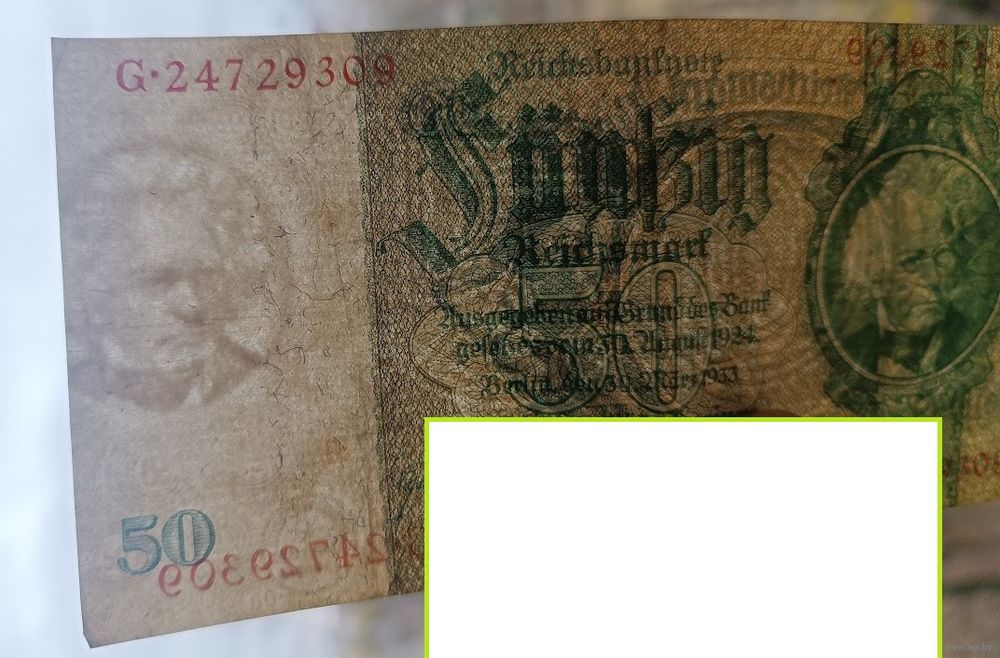 G·24729309
Reichsbanknote
Fünfzig
Reichsmark
50
Ausgegeben auf Grund des Bank
gesetzes vom 30. August 1924.
Berlin, den 30. März 1933
50
24729309